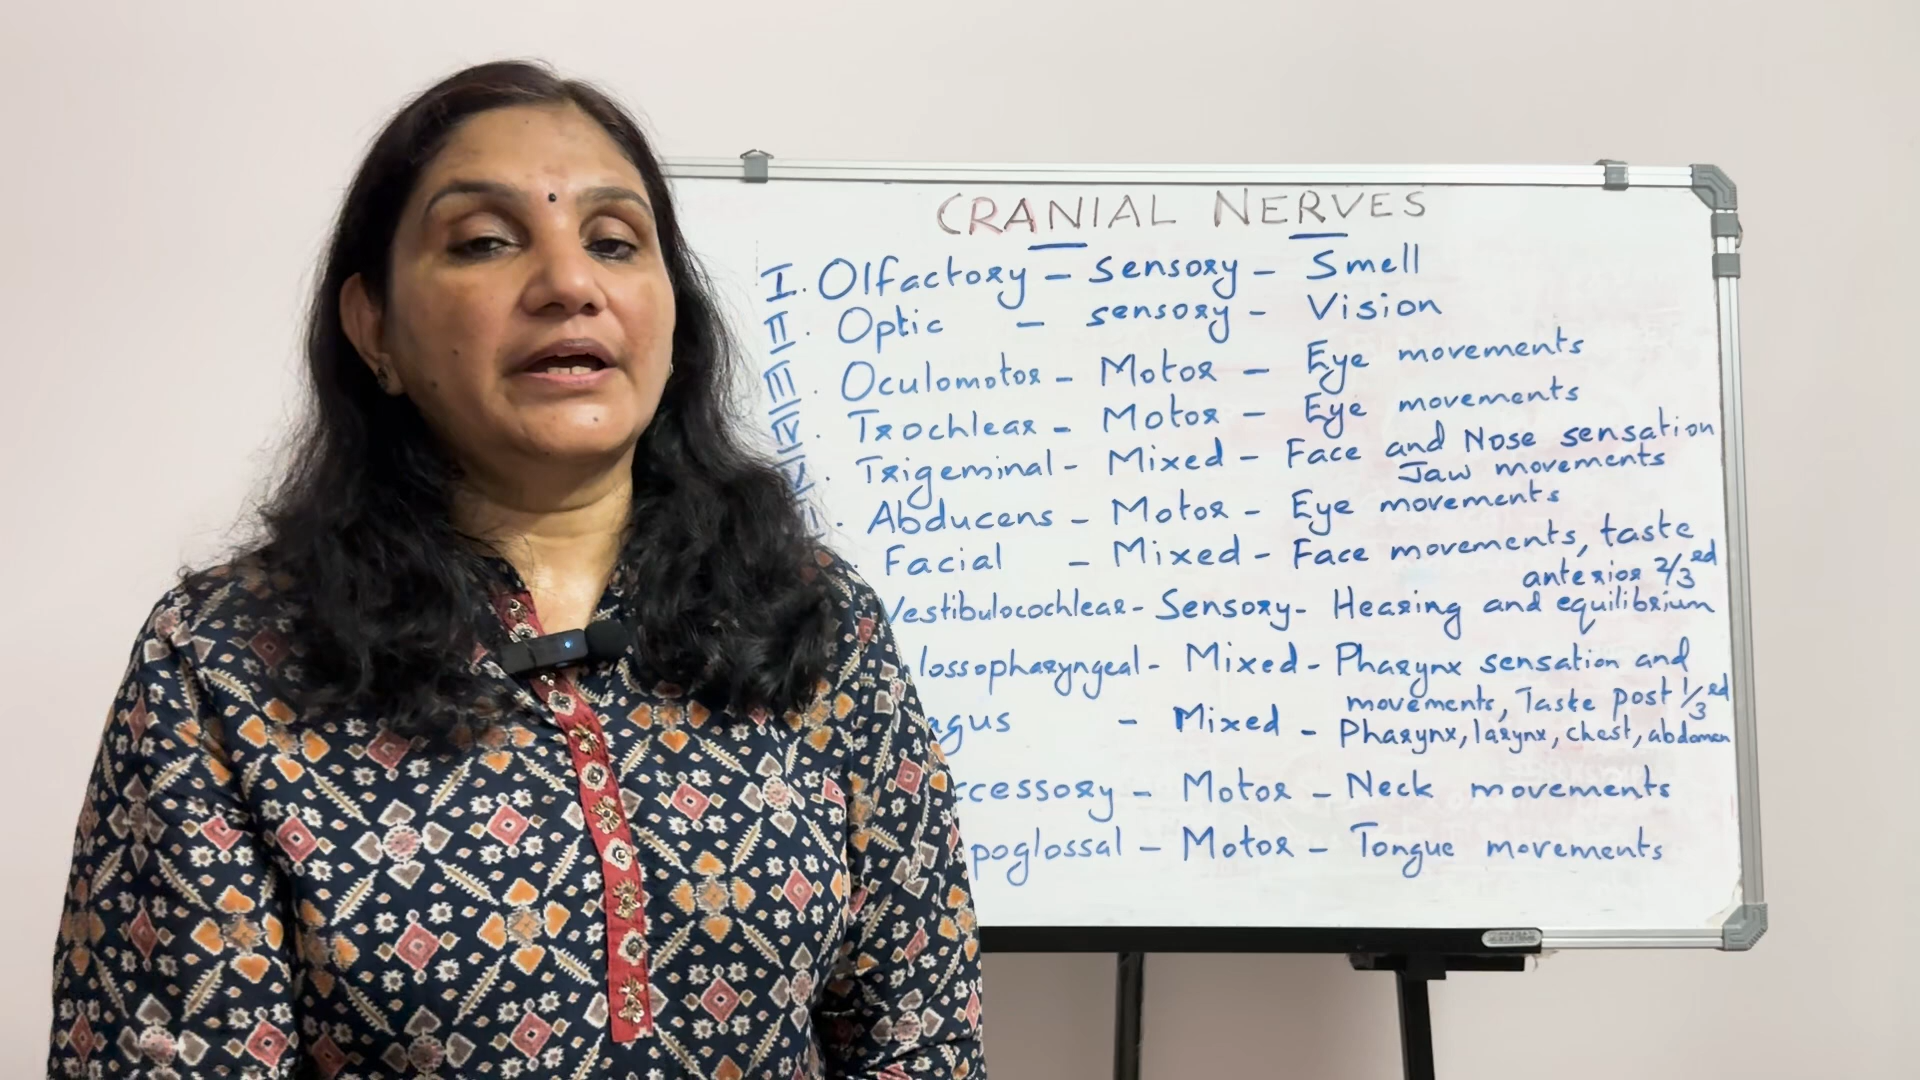 CRANIAL NERVES
I. Olfactory - Sensory - Smell
II. Optic - sensory - Vision
III. Oculomotor - Motor - Eye movements
IV. Trochlear - Motor - Eye movements
V. Trigeminal - Mixed - Face and Nose sensation
Jaw movements
Abducens - Motor - Eye movements
Facial - Mixed - Face movements, taste
anterior 2/3rd
Vestibulocochlear - Sensory - Hearing and equilibrium
lossopharyngeal - Mixed - Pharynx sensation and
movements, Taste post 1/3rd
agus - Mixed - Pharynx, larynx, chest, abdomen
ccessory - Motor - Neck movements
poglossal - Motor - Tongue movements